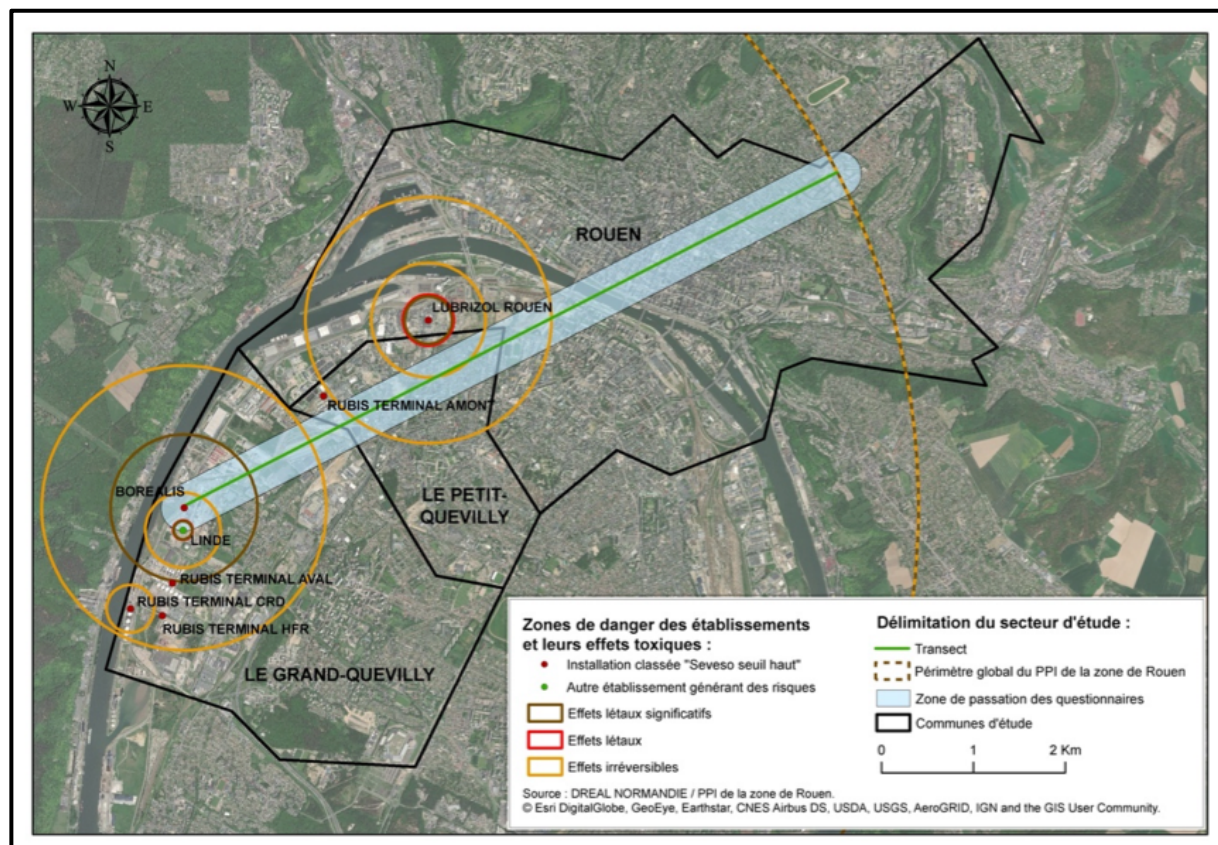 N
W E
S
ROUEN
LUBRIZOL ROUEN
RUBIS TERMINAL AMONT
BOREALIS
LE PETIT-
QUEVILLY
LINDE
RUBIS TERMINAL AVAL
RUBIS TERMINAL CRD
RUBIS TERMINAL HFR
LE GRAND-QUEVILLY
Zones de danger des établissements
et leurs effets toxiques :
Installation classée "Seveso seuil haut"
Autre établissement générant des risques
Effets létaux significatifs
Effets létaux
Effets irréversibles
Délimitation du secteur d'étude :
Transect
Périmètre global du PPI de la zone de Rouen
Zone de passation des questionnaires
Communes d'étude
0 1 2 Km
Source : DREAL NORMANDIE / PPI de la zone de Rouen.
© Esri DigitalGlobe, GeoEye, Earthstar, CNES Airbus DS, USDA, USGS, AeroGRID, IGN and the GIS User Community.